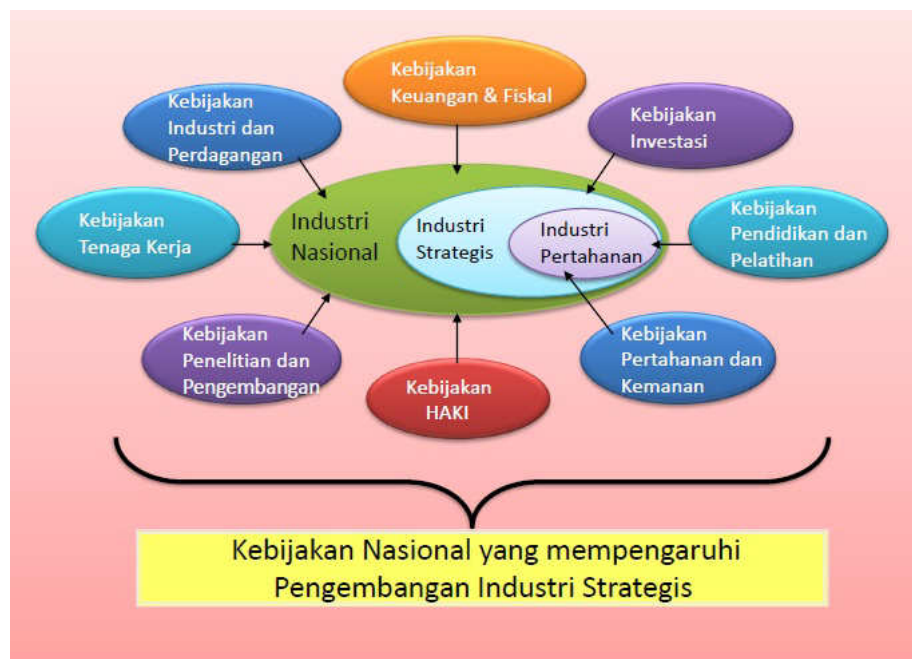 Kebijakan
Keuangan & Fiskal
Kebijakan
Industri dan
Perdagangan
Kebijakan
Investasi
Kebijakan
Tenaga Kerja
Industri
Nasional
Industri
Strategis
Industri
Pertahanan
Kebijakan
Pendidikan dan
Pelatihan
Kebijakan
Penelitian dan
Pengembangan
Kebijakan
HAKI
Kebijakan
Pertahanan dan
Kemanan
Kebijakan Nasional yang mempengaruhi
Pengembangan Industri Strategis